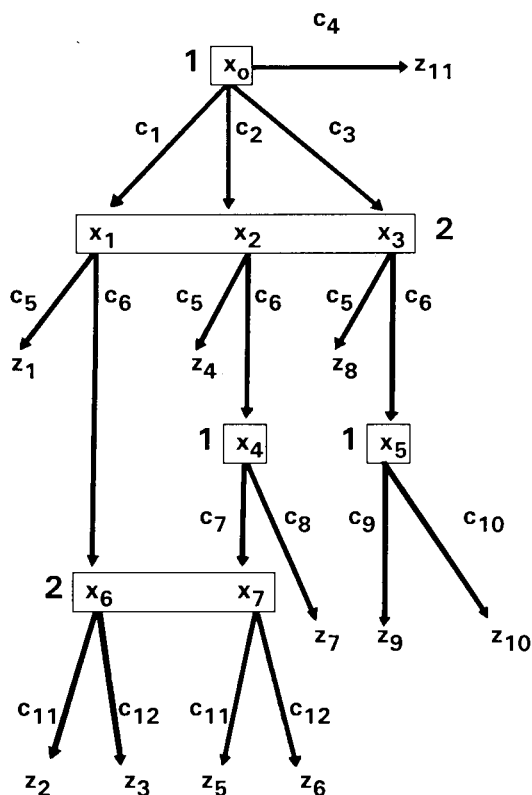 c4
1 x0 z11
c1 c2 c3
x1 x2 x3 2
c5 c6 c5 c6 c5 c6
z1 z4 z8
1 x4 1 x5
c7 c8 c9 c10
2 x6 x7
z7 z9 z10
c11 c12 c11 c12
z2 z3 z5 z6